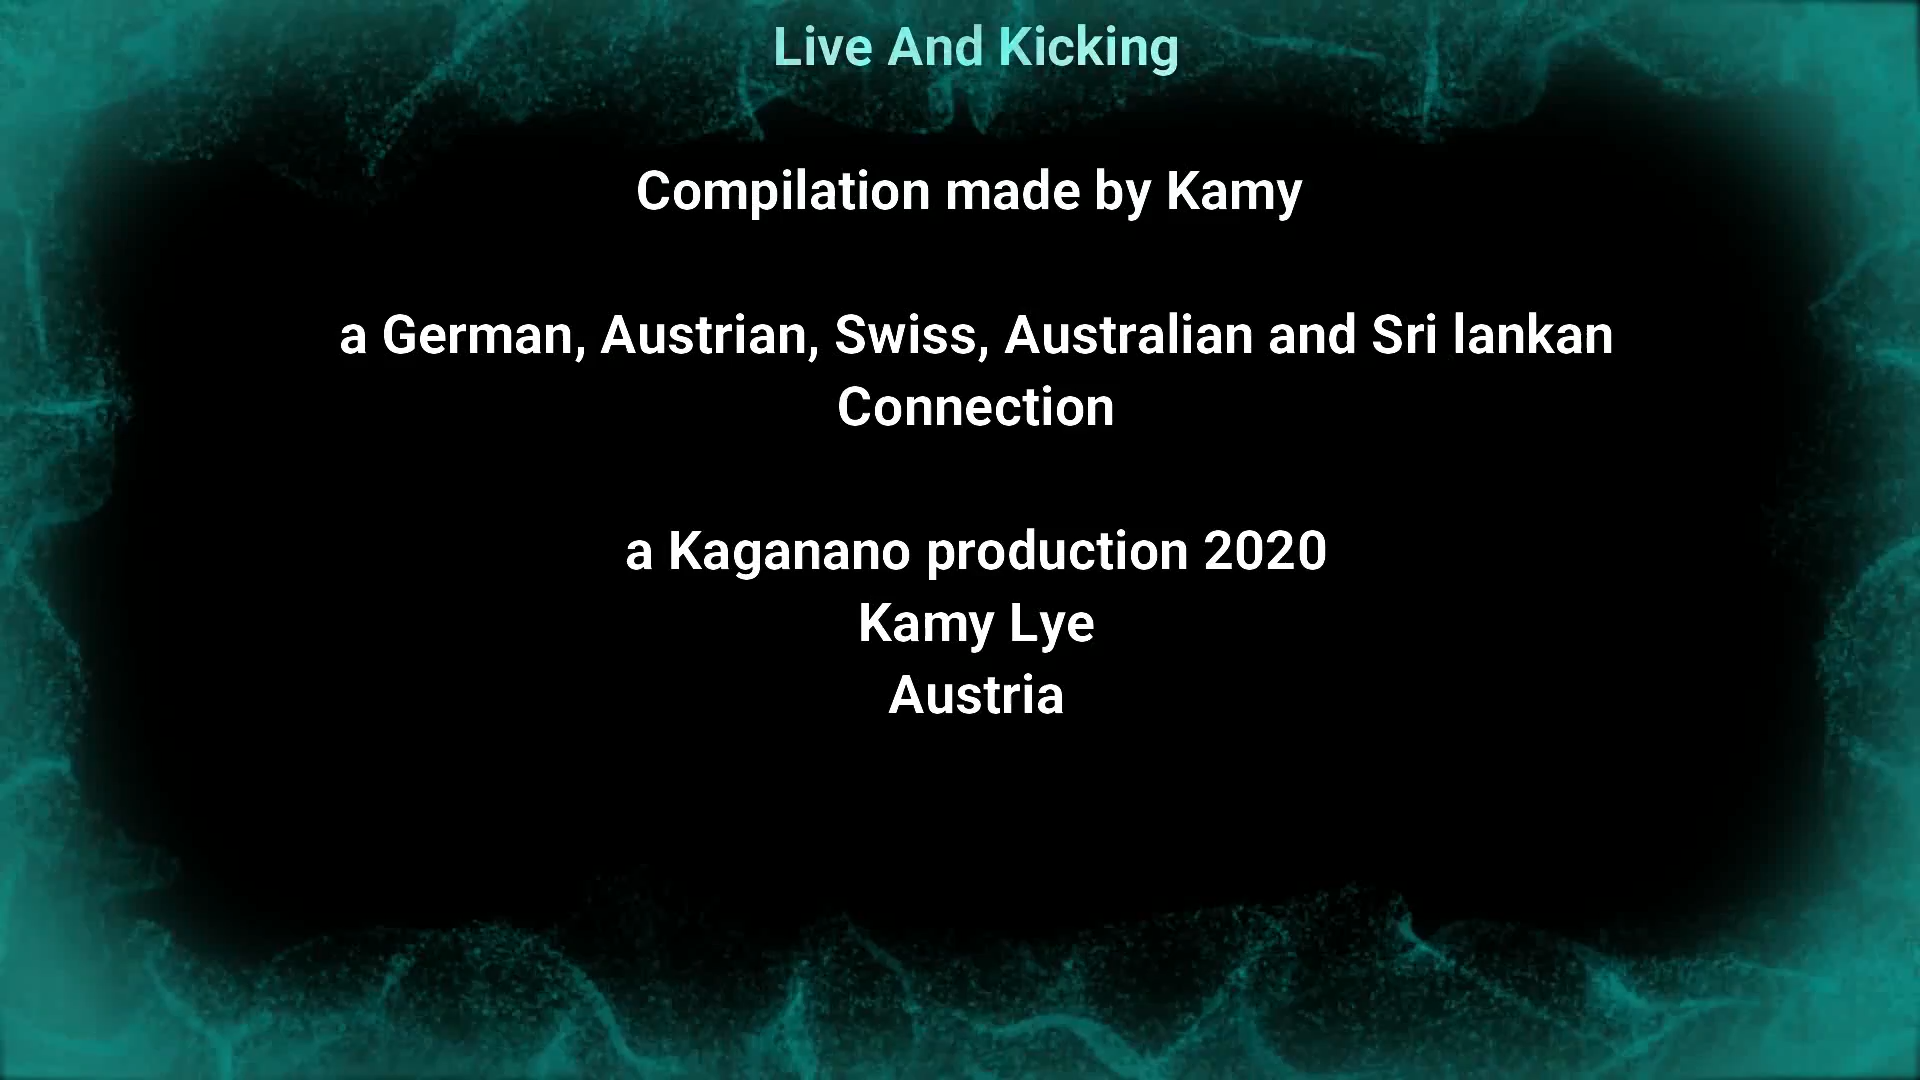 Live And Kicking
Compilation made by Kamy
a German, Austrian, Swiss, Australian and Sri lankan
Connection
a Kaganano production 2020
Kamy Lye
Austria